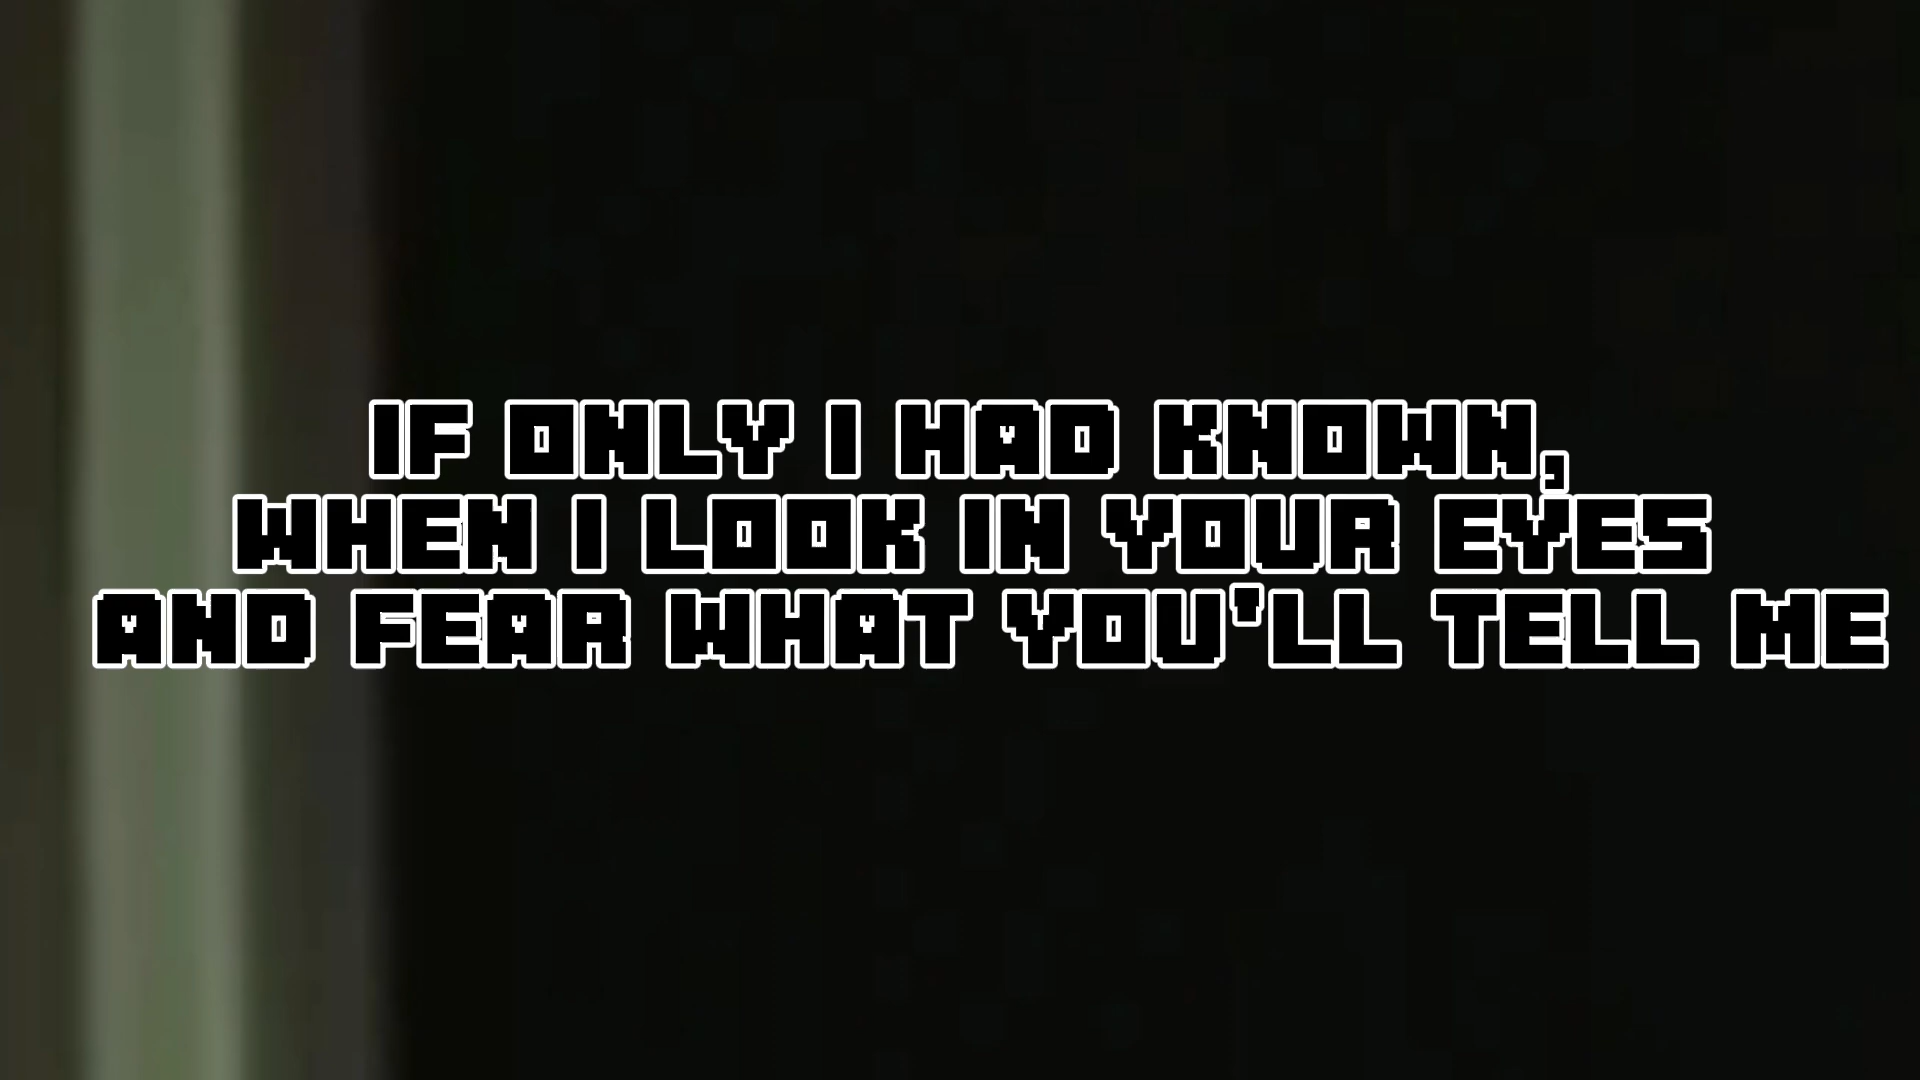 IF ONLY I HAD KNOWN,
WHEN I LOOK IN YOUR EYES
AND FEAR WHAT YOU'LL TELL ME